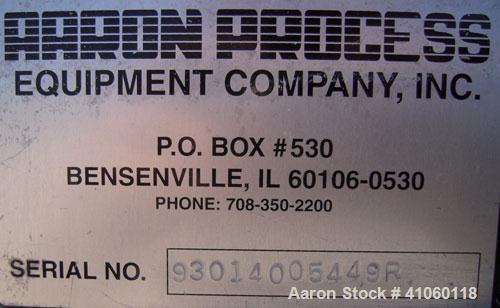 AARON PROCESS
EQUIPMENT COMPANY, INC.
P.O. BOX #530
BENSENVILLE, IL 60106-0530
PHONE: 708-350-2200
SERIAL NO. 93014005449R
Aaron Stock # 41060118